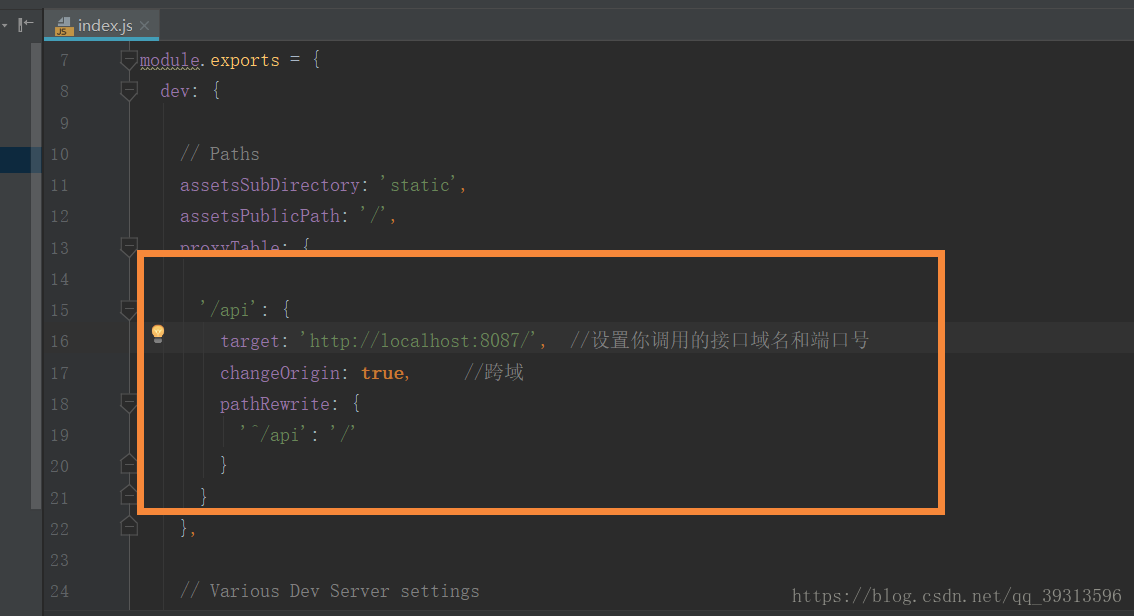 index.js
7 module.exports = {
8 dev: {
9
10 // Paths
11 assetsSubDirectory: 'static',
12 assetsPublicPath: '/',
13 proxyTable: {
14
15 '/api': {
16 target: 'http://localhost:8087/', //设置你调用的接口域名和端口号
17 changeOrigin: true, //跨域
18 pathRewrite: {
19 '^/api': '/'
20 }
21 }
22 },
23
24 // Various Dev Server settings
https://blog.csdn.net/qq_39313596